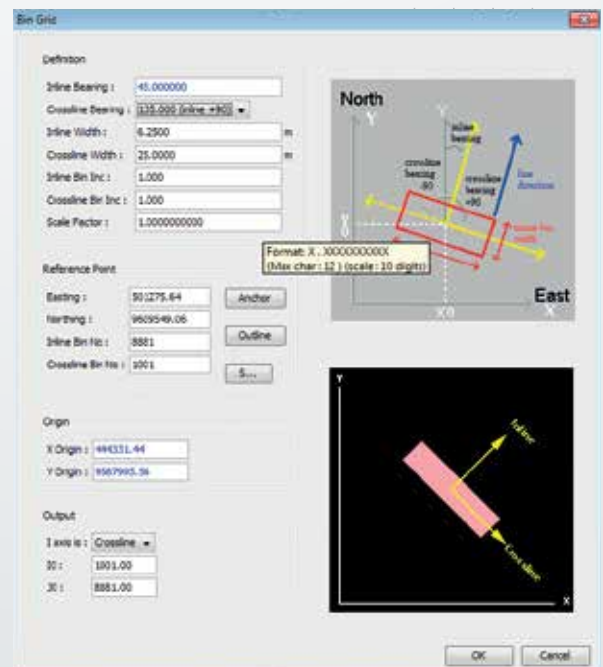 Bin Grid
Definition
Inline Bearing : 45.000000
Crossline Bearing : 135.000 (inline +90)
Inline Width : 6.2500 m
Crossline Width : 25.0000 m
Inline Bin Inc : 1.000
Crossline Bin Inc : 1.000
Scale Factor : 1.0000000000
Format: X . XXXXXXXXXX
(Max char : 12 ) (scale : 10 digits)
Reference Point
Easting : 501275.64 Anchor
Northing : 9609549.06
Inline Bin No : 8881 Outline
Crossline Bin No : 1001
S...
Origin
X Origin : 444331.44
Y Origin :
Output
I axis is : Crossline
I0 : 1001.00
J0 : 8881.00
OK Cancel
North
Y
inline
bearing
crossline
bearing
-90
crossline
bearing
+90
line
direction
width
X0
East
X
Y
Inline
Crossline
X